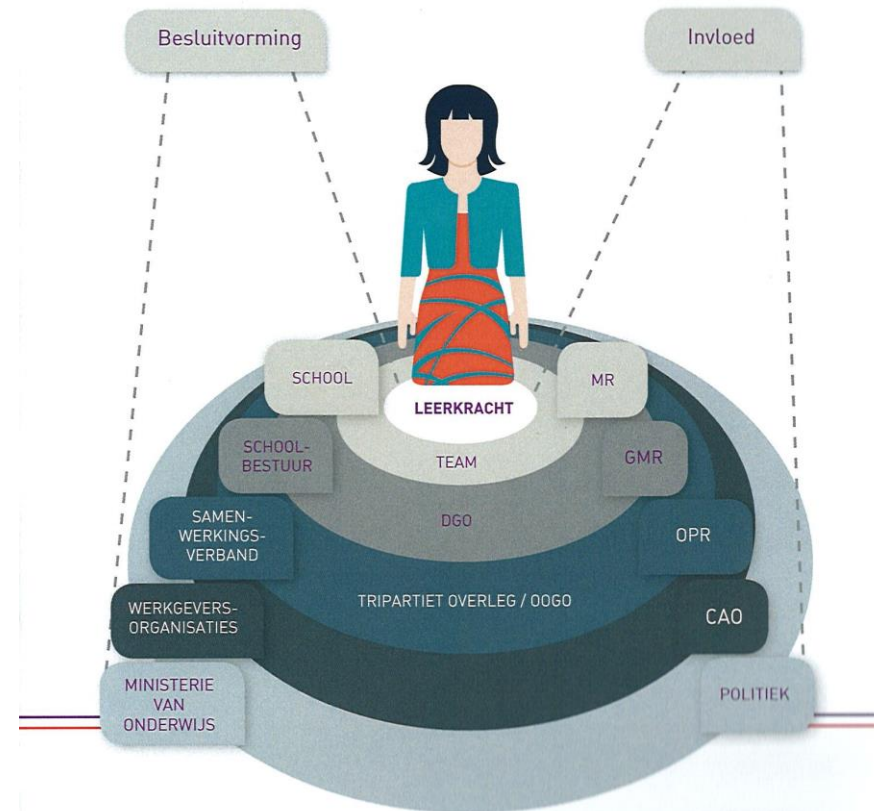 Besluitvorming
Invloed
SCHOOL
MR
LEERKRACHT
SCHOOL-
BESTUUR
TEAM
GMR
DGO
SAMEN-
WERKINGS-
VERBAND
OPR
TRIPARTIET OVERLEG / OOGO
WERKGEVERS-
ORGANISATIES
CAO
MINISTERIE
VAN
ONDERWIJS
POLITIEK